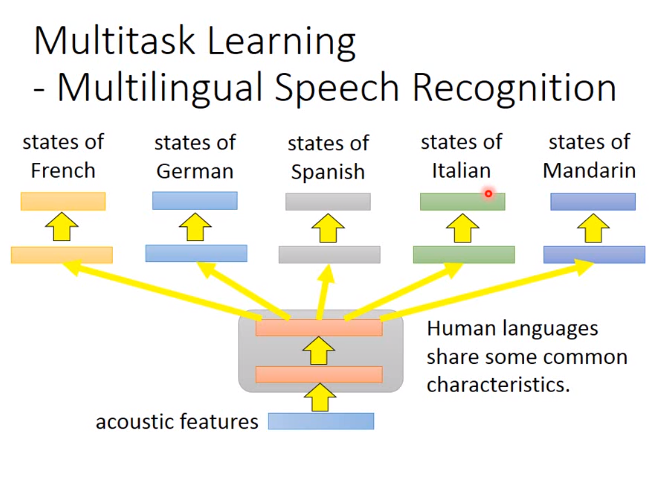 Multitask Learning
- Multilingual Speech Recognition
states of
French
states of
German
states of
Spanish
states of
Italian
states of
Mandarin
Human languages
share some common
characteristics.
acoustic features